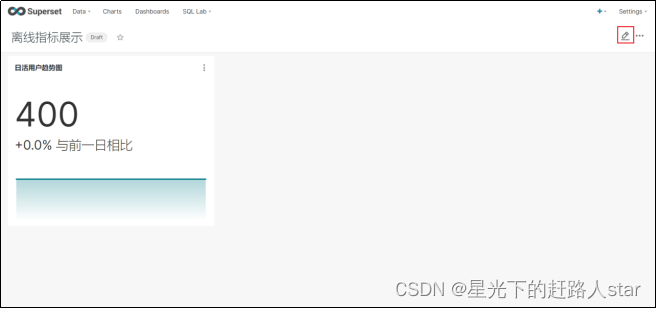 Superset Data Charts Dashboards SQL Lab + Settings
离线指标展示 Draft
日活用户趋势图
400
+0.0% 与前一日相比
CSDN @星光下的赶路人star